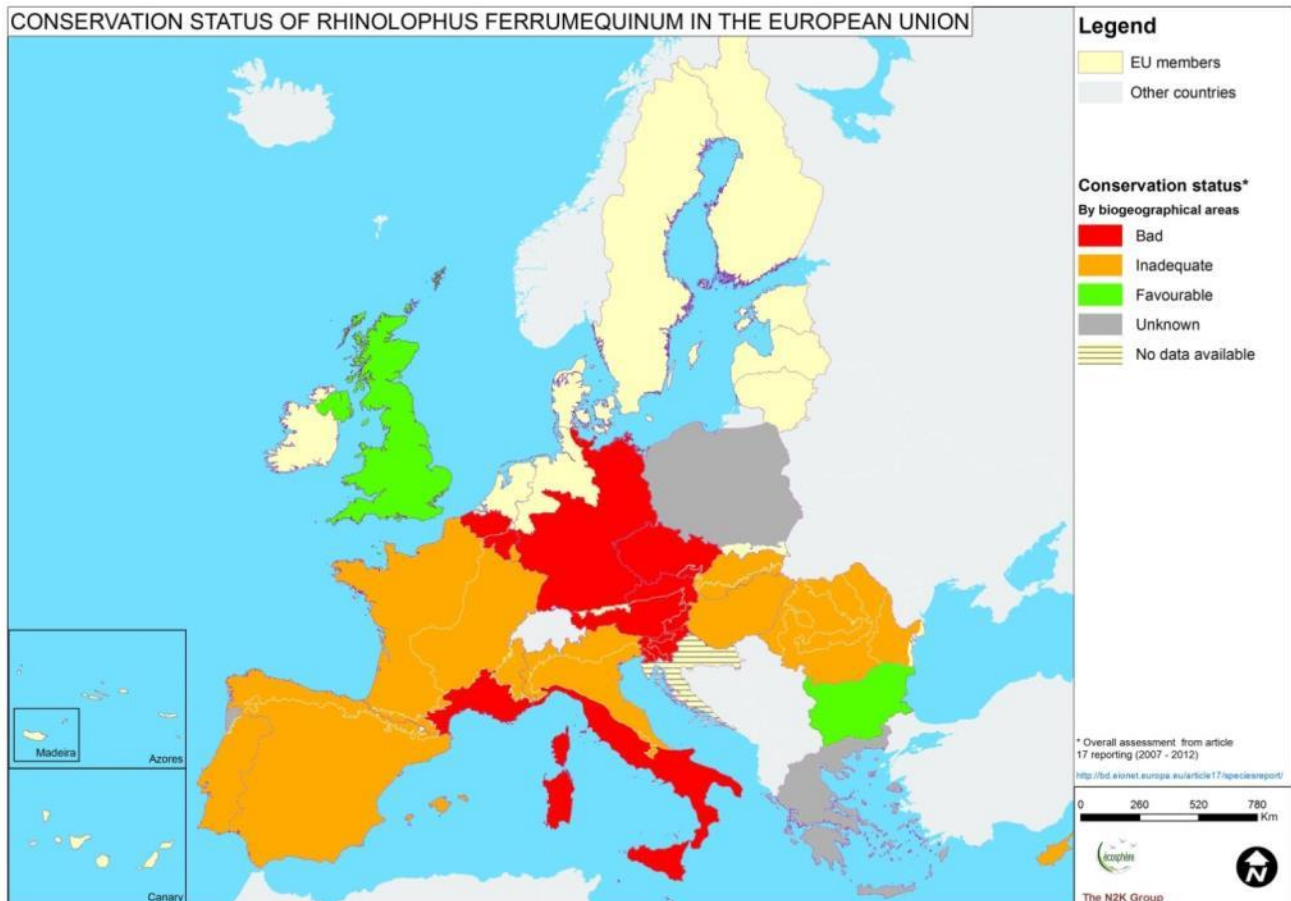 CONSERVATION STATUS OF RHINOLOPHUS FERRUMEQUINUM IN THE EUROPEAN UNION
Legend
EU members
Other countries
Conservation status*
By biogeographical areas
Bad
Inadequate
Favourable
Unknown
No data available
Madeira
Azores
Canary
* Overall assessment from article
17 reporting (2007 - 2012)
http://bd.eionet.europa.eu/article17/speciesreport/
0 260 520 780
Km
écosphère
N
The N2K Group